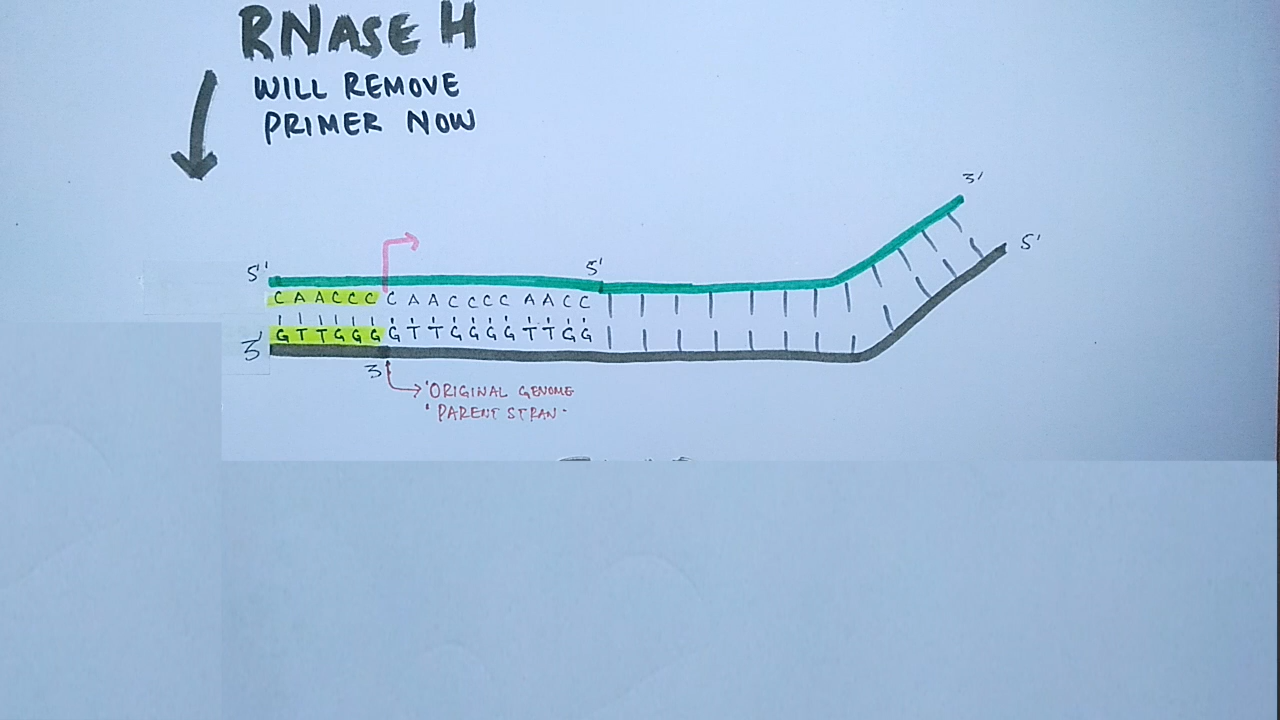 RNASE H
WILL REMOVE
PRIMER NOW
3'
5'
5'
5'
C A A C C C C A A C C C C A A C C
G T T G G G G T T G G G G T T G G
3'
3
'ORIGINAL GENOME
' PARENT STRAN-